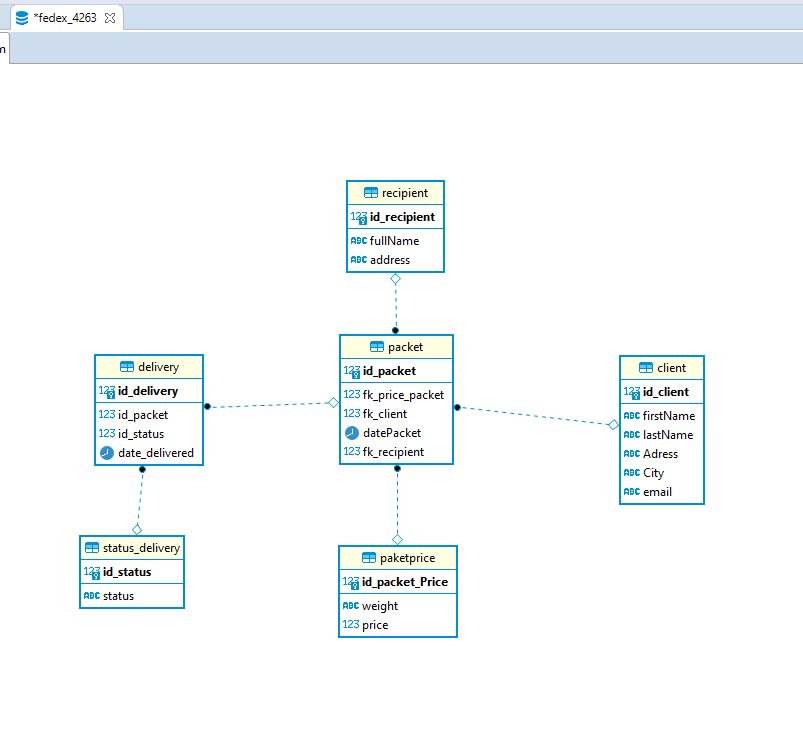 *fedex_4263
m
recipient
123 id_recipient
ABC fullName
ABC address
packet
123 id_packet
123 fk_price_packet
123 fk_client
datePacket
123 fk_recipient
delivery
123 id_delivery
123 id_packet
123 id_status
date_delivered
client
123 id_client
ABC firstName
ABC lastName
ABC Adress
ABC City
ABC email
status_delivery
123 id_status
ABC status
paketprice
123 id_packet_Price
ABC weight
123 price